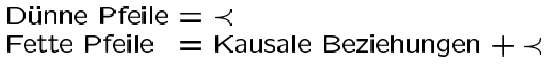 Dünne Pfeile = ≺
Fette Pfeile = Kausale Beziehungen + ≺